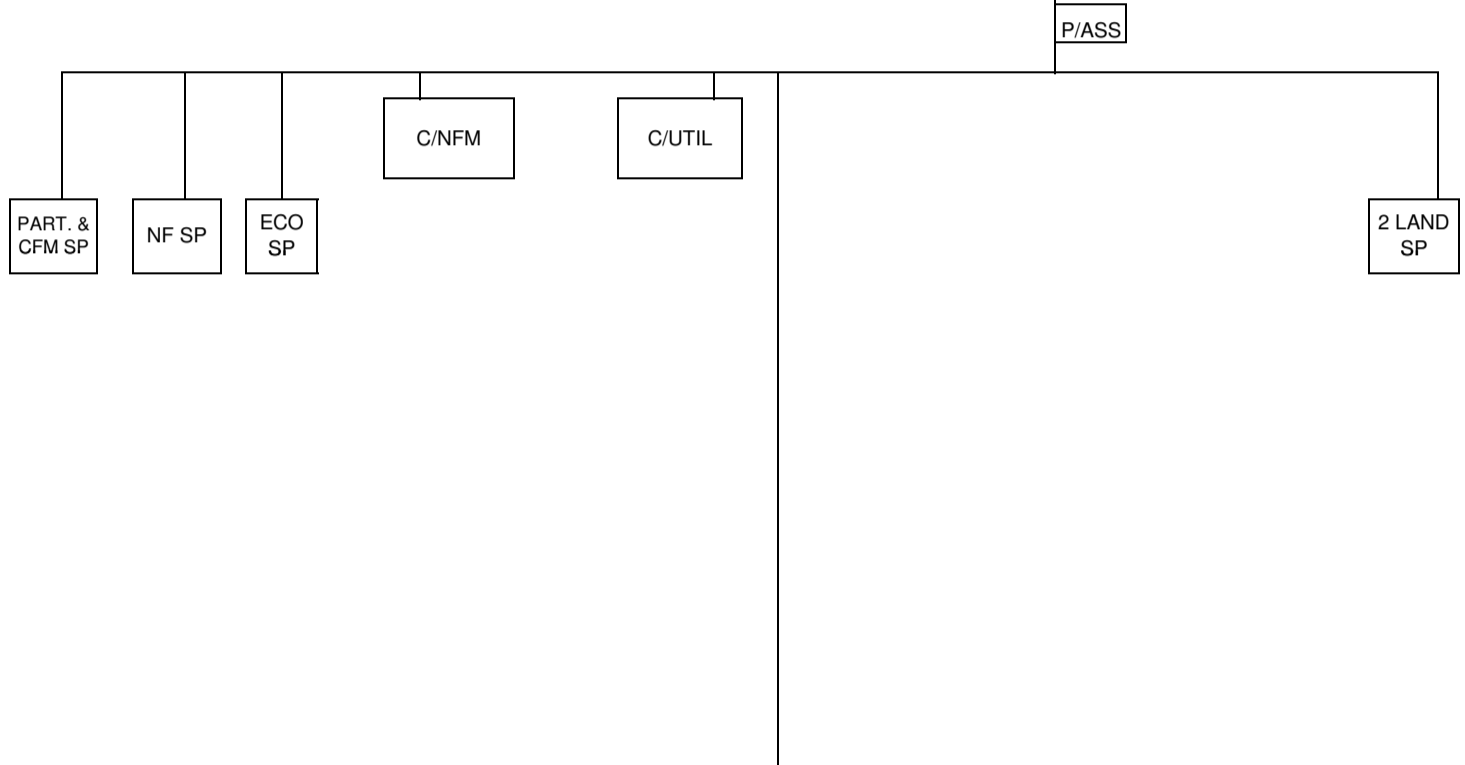 P/ASS
C/NFM
C/UTIL
PART. &
CFM SP
NF SP
ECO
SP
2 LAND
SP